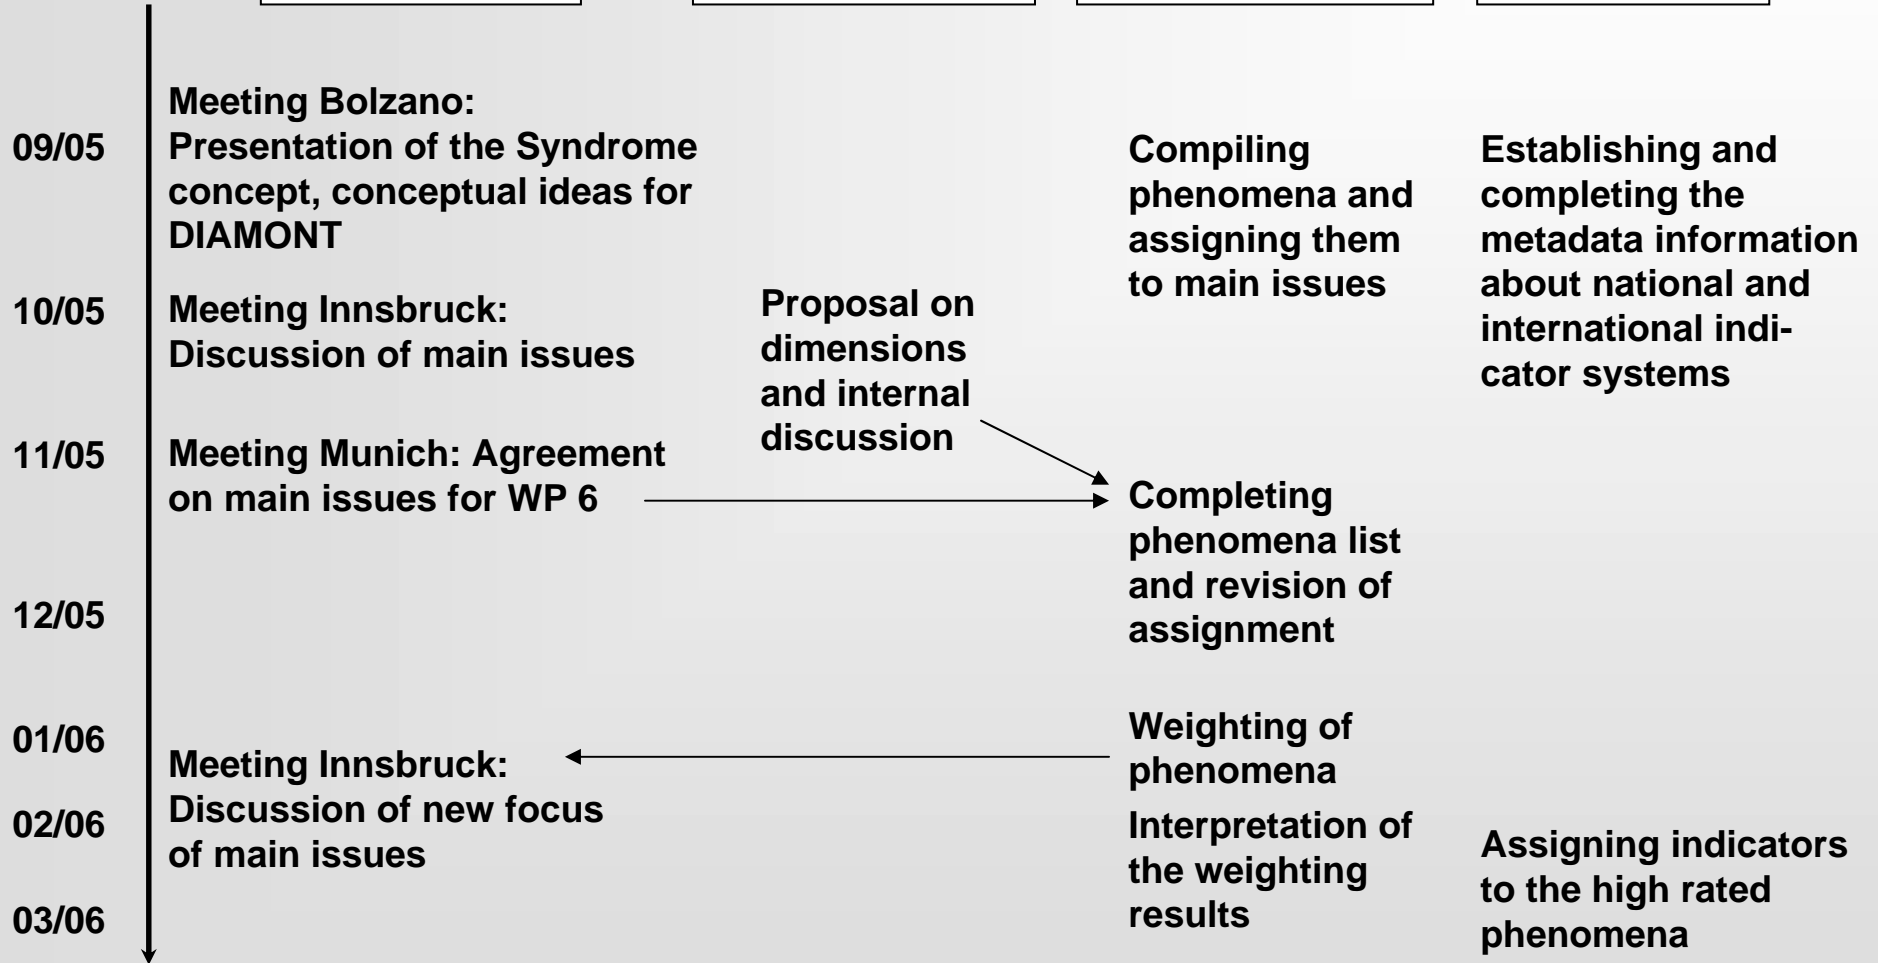 09/05
Meeting Bolzano:
Presentation of the Syndrome
concept, conceptual ideas for
DIAMONT
Compiling
phenomena and
assigning them
to main issues
Establishing and
completing the
metadata information
about national and
international indi-
cator systems
10/05
Meeting Innsbruck:
Discussion of main issues
Proposal on
dimensions
and internal
discussion
11/05
Meeting Munich: Agreement
on main issues for WP 6
Completing
phenomena list
and revision of
assignment
12/05
01/06
Meeting Innsbruck:
Discussion of new focus
of main issues
Weighting of
phenomena
02/06
Interpretation of
the weighting
results
Assigning indicators
to the high rated
phenomena
03/06